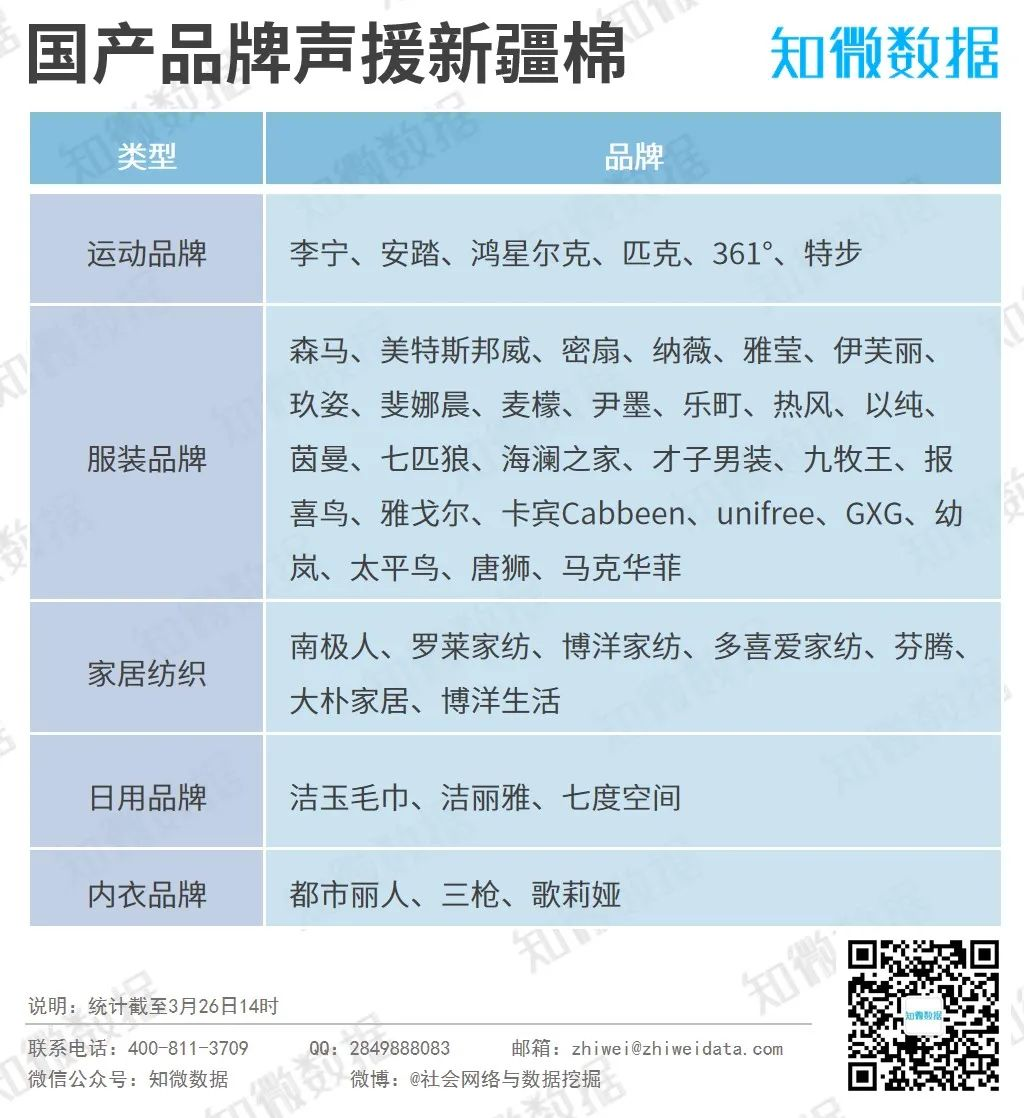 国产品牌声援新疆棉
知微数据
类型 品牌
运动品牌 李宁、安踏、鸿星尔克、匹克、361°、特步
服装品牌
森马、美特斯邦威、密扇、纳薇、雅莹、伊芙丽、
玖姿、斐娜晨、麦檬、尹墨、乐町、热风、以纯、
茵曼、七匹狼、海澜之家、才子男装、九牧王、报
喜鸟、雅戈尔、卡宾Cabbeen、unifree、GXG、幼
岚、太平鸟、唐狮、马克华菲
家居纺织
南极人、罗莱家纺、博洋家纺、多喜爱家纺、芬腾、
大朴家居、博洋生活
日用品牌 洁玉毛巾、洁丽雅、七度空间
内衣品牌 都市丽人、三枪、歌莉娅
说明：统计截至3月26日14时
联系电话：400-811-3709 QQ：2849888083 邮箱：zhiwei@zhiweidata.com
微信公众号：知微数据 微博：@社会网络与数据挖掘
知微数据